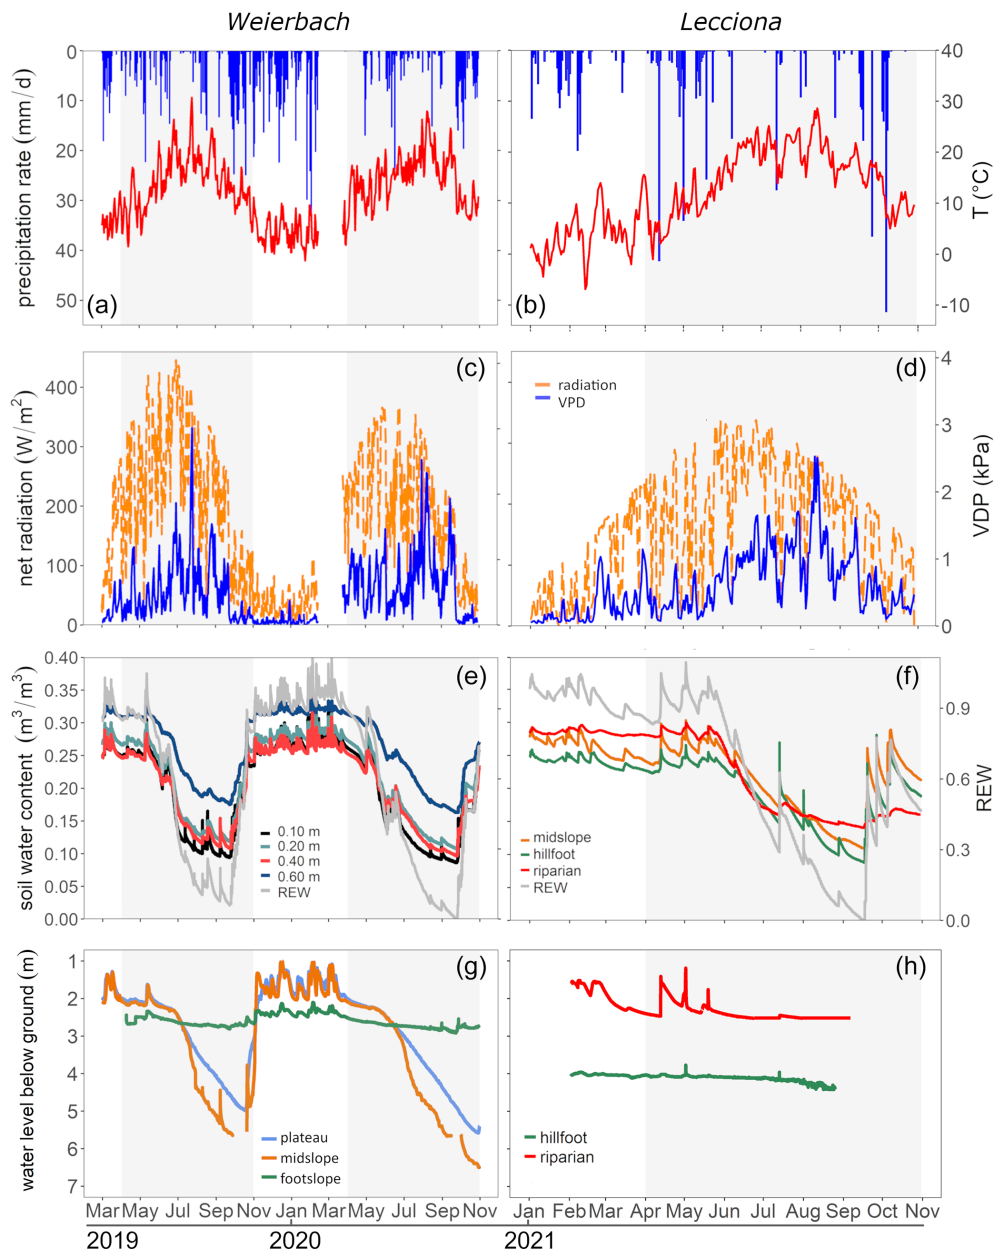 Weierbach
Lecciona
precipitation rate (mm/d)
0
10
20
30
40
50
(a)
(b)
40
30
20
10
0
-10
T (°C)
net radiation (W/m²)
400
300
200
100
0
(c)
radiation
VPD
(d)
4
3
2
1
0
VDP (kPa)
soil water content (m³/m³)
0.40
0.35
0.30
0.25
0.20
0.15
0.10
0.05
0.00
(e)
0.10 m
0.20 m
0.40 m
0.60 m
REW
(f)
midslope
hillfoot
riparian
REW
0.9
0.6
0.3
0.0
REW
water level below ground (m)
1
2
3
4
5
6
7
(g)
plateau
midslope
footslope
(h)
hillfoot
riparian
Mar May Jul Sep Nov Jan Mar May Jul Sep Nov
Jan Feb Mar Apr May Jun Jul Aug Sep Oct Nov
2019 2020 2021